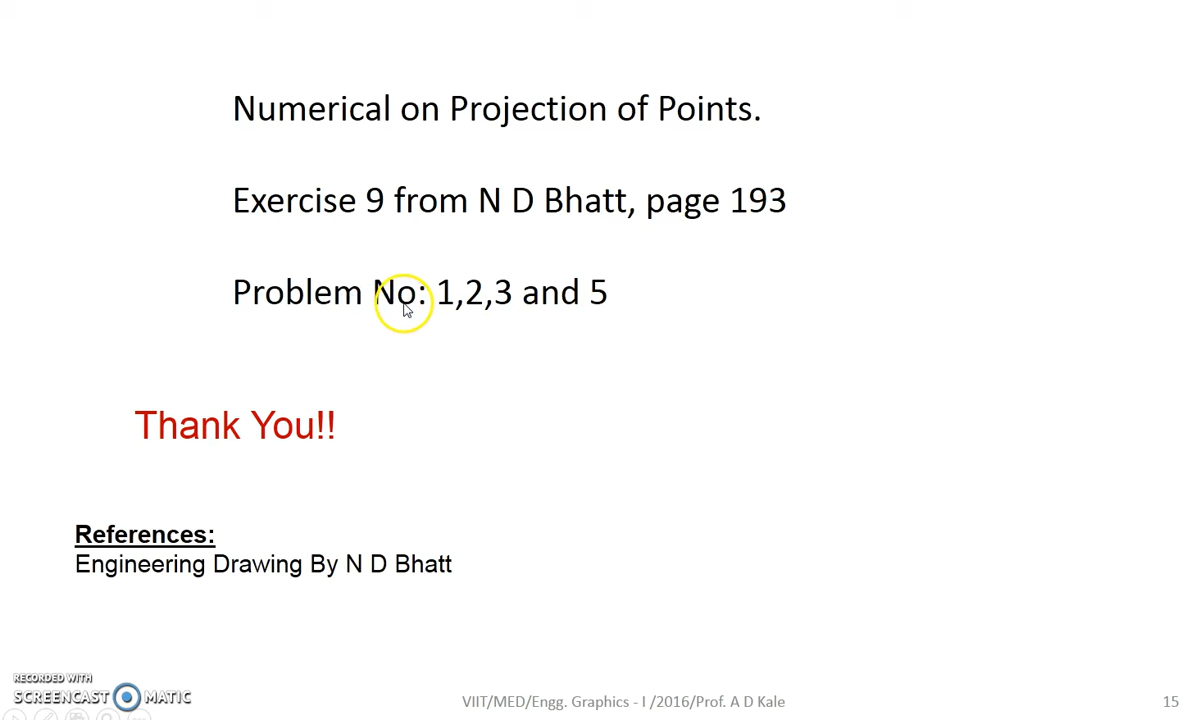 Numerical on Projection of Points.
Exercise 9 from N D Bhatt, page 193
Problem No: 1,2,3 and 5
Thank You!!
References:
Engineering Drawing By N D Bhatt
RECORDED WITH
SCREENCAST MATIC
VIIT/MED/Engg. Graphics - I /2016/Prof. A D Kale
15